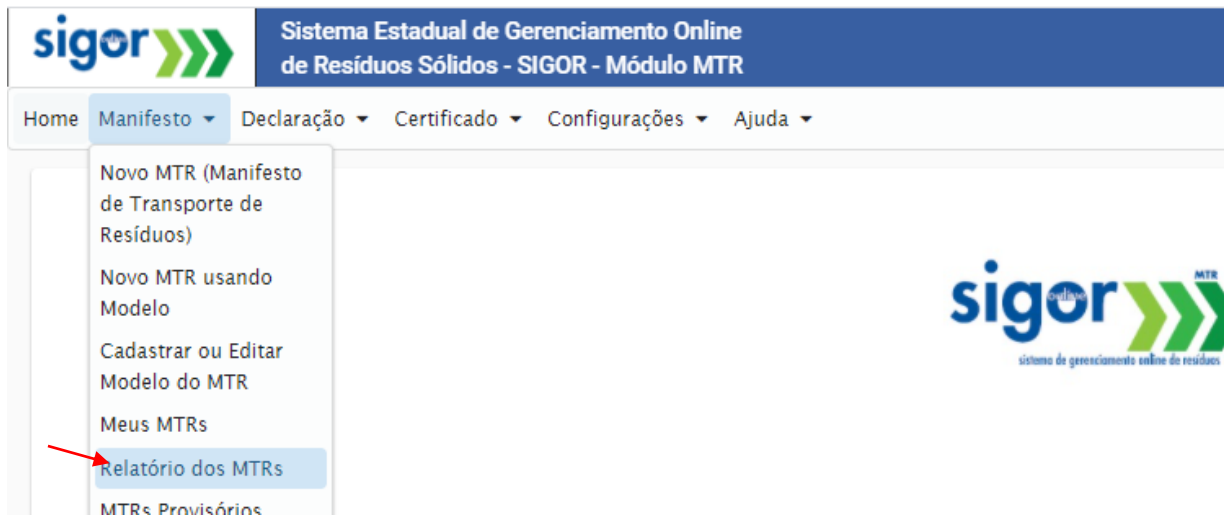 sigor
online
Sistema Estadual de Gerenciamento Online
de Resíduos Sólidos - SIGOR - Módulo MTR
Home Manifesto Declaração Certificado Configurações Ajuda
Novo MTR (Manifesto
de Transporte de
Resíduos)
Novo MTR usando
Modelo
Cadastrar ou Editar
Modelo do MTR
Meus MTRs
Relatório dos MTRs
MTRs Provisórios
MTR
sigor
online
sistema de gerenciamento online de resíduos